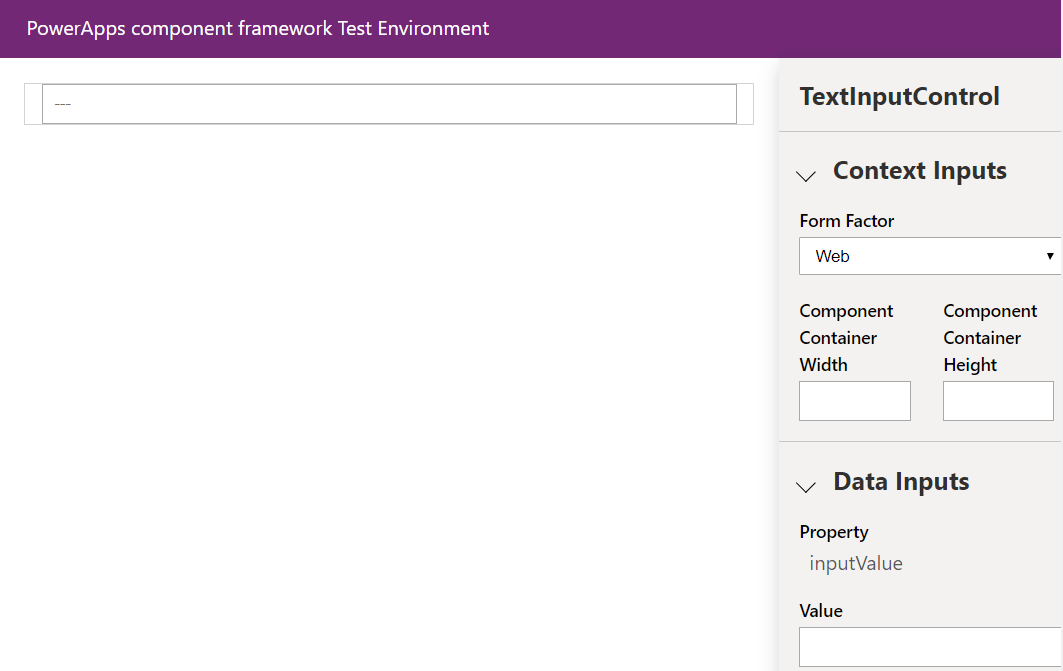 PowerApps component framework Test Environment
---
TextInputControl
Context Inputs
Form Factor
Web
Component
Container
Width
Component
Container
Height
Data Inputs
Property
inputValue
Value